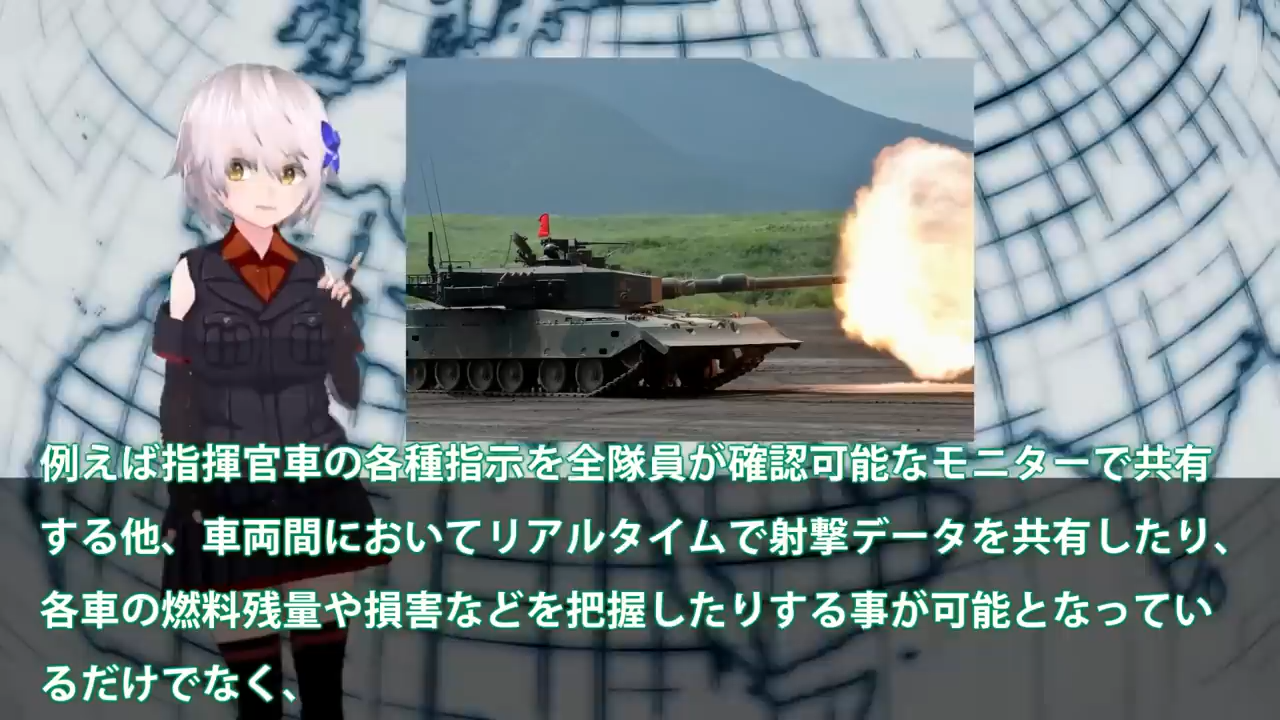 例えば指揮官車の各種指示を全隊員が確認可能なモニターで共有
する他、車両間においてリアルタイムで射撃データを共有したり、
各車の燃料残量や損害などを把握したりする事が可能となってい
るだけでなく、